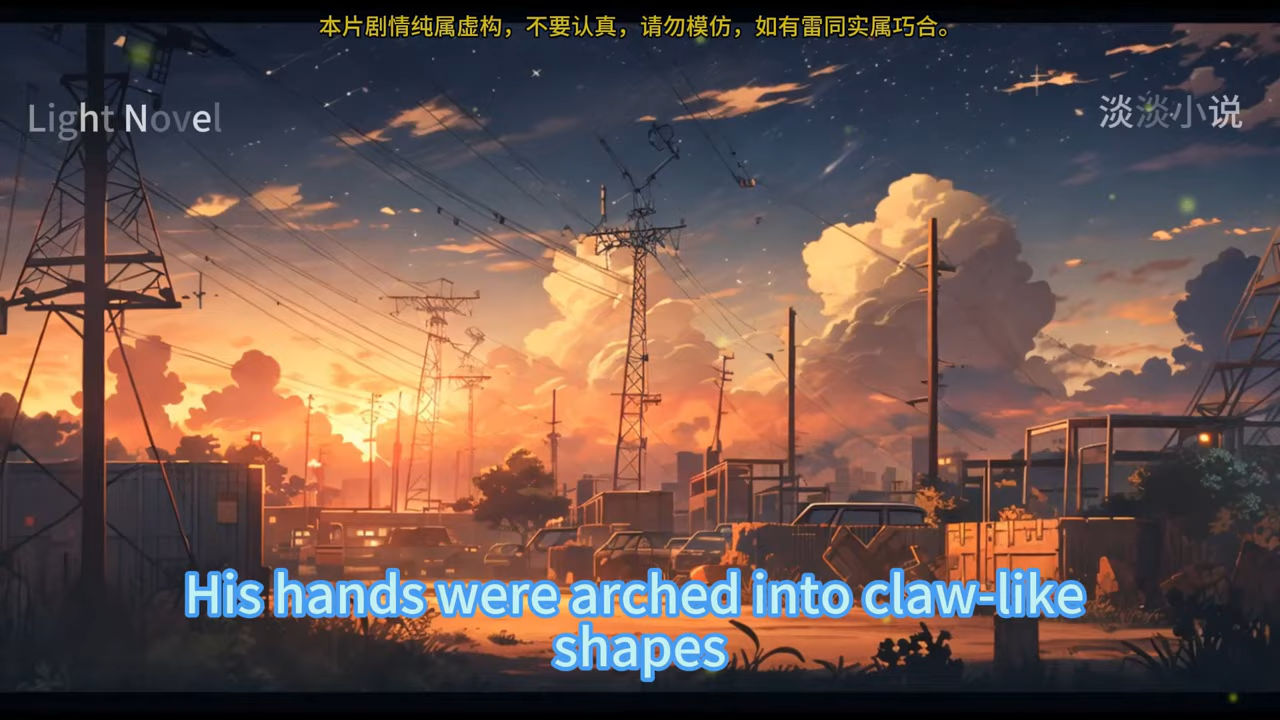 本片剧情纯属虚构，不要认真，请勿模仿，如有雷同实属巧合。
Light Novel
淡淡小说
His hands were arched into claw-like
shapes